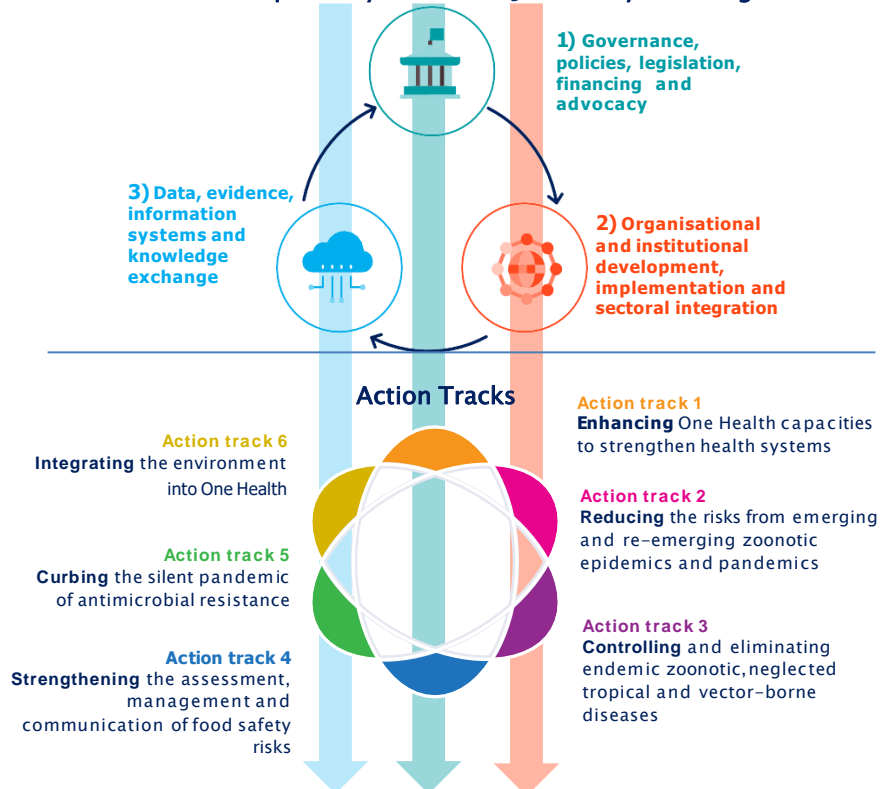 1) Governance,
policies, legislation,
financing and
advocacy
3) Data, evidence,
information
systems and
knowledge
exchange
2) Organisational
and institutional
development,
implementation and
sectoral integration
Action Tracks
Action track 1
Enhancing One Health capacities
to strengthen health systems
Action track 6
Integrating the environment
into One Health
Action track 2
Reducing the risks from emerging
and re-emerging zoonotic
epidemics and pandemics
Action track 5
Curbing the silent pandemic
of antimicrobial resistance
Action track 3
Controlling and eliminating
endemic zoonotic, neglected
tropical and vector-borne
diseases
Action track 4
Strengthening the assessment,
management and
communication of food safety
risks